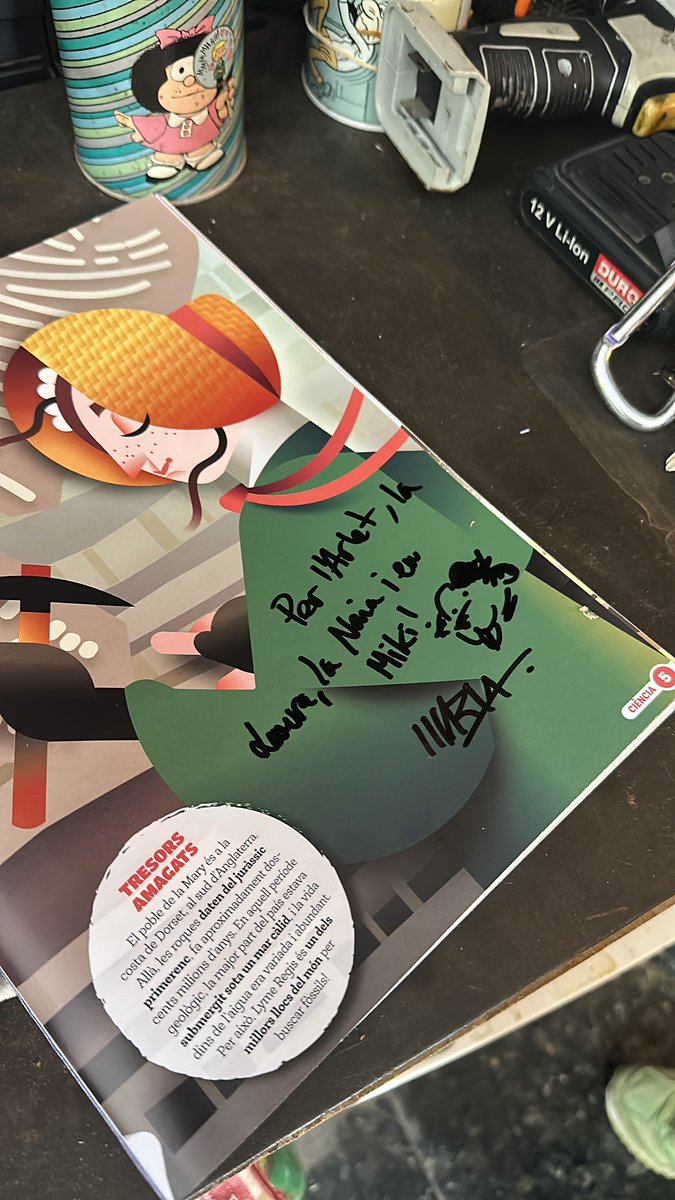 12 V Li-Ion
DURO
PRO
Per l'Arlet, la
Laura, la Naia i en
Miki!
CIÈNCIA 5
TRESORS
AMAGATS
El poble de la Mary és a la
costa de Dorset, al sud d'Anglaterra.
Allà, les roques daten del juràssic
primerenc, fa aproximadament dos-
cents milions d'anys. En aquell període
geològic, la major part del país estava
submergit sota un mar càlid, i la vida
dins de l'aigua era variada i abundant.
Per això, Lyme Regis és un dels
millors llocs del món per
buscar fòssils!